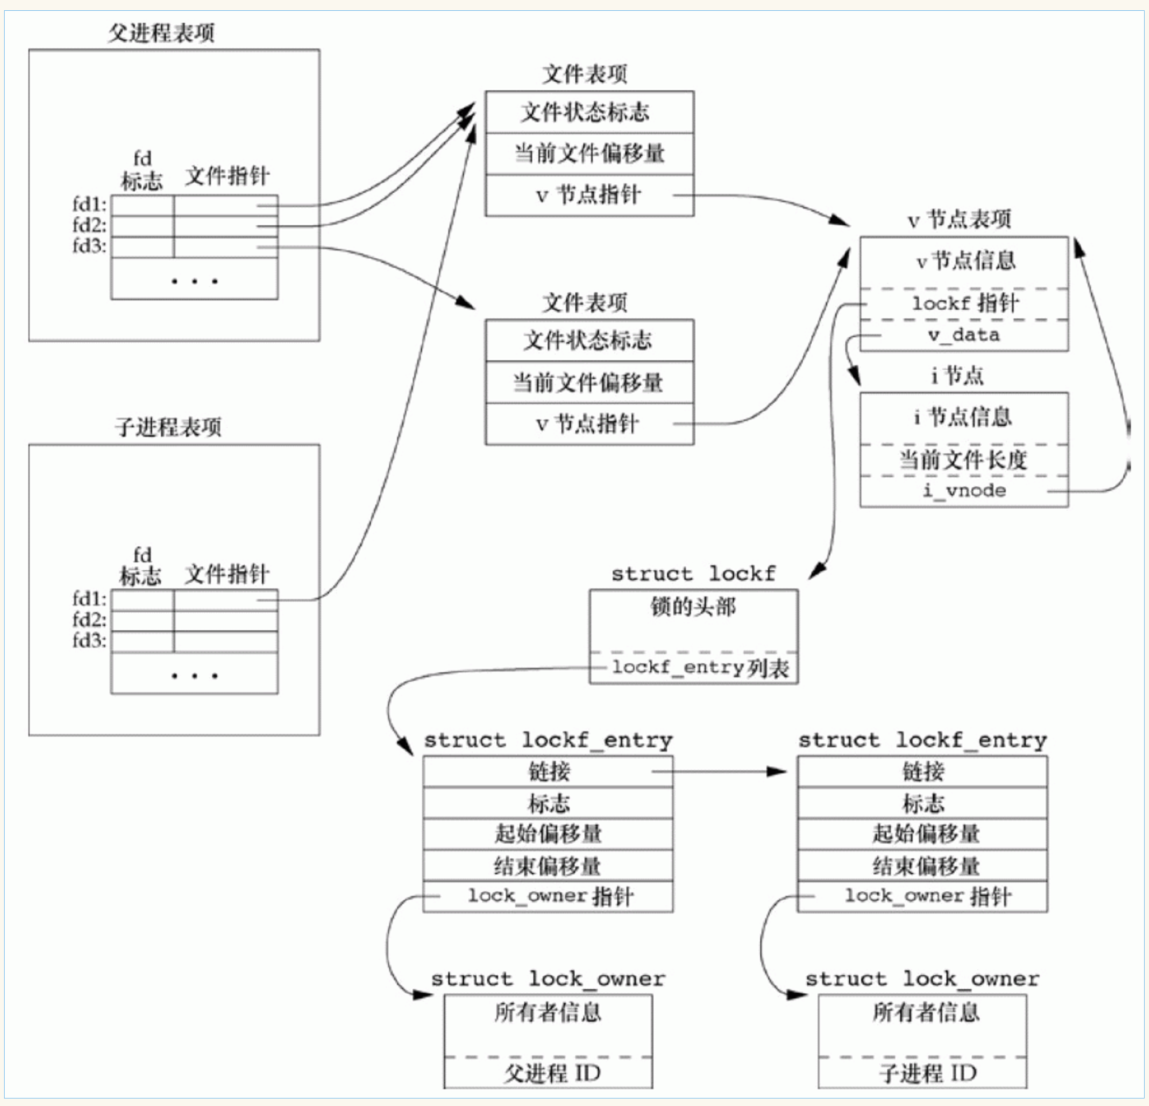 父进程表项
fd
标志
文件指针
fd1:
fd2:
fd3:
• • •
文件表项
文件状态标志
当前文件偏移量
v 节点指针
文件表项
文件状态标志
当前文件偏移量
v 节点指针
v 节点表项
v 节点信息
lockf 指针
v_data
i 节点
i 节点信息
当前文件长度
i_vnode
子进程表项
fd
标志
文件指针
fd1:
fd2:
fd3:
• • •
struct lockf
锁的头部
lockf_entry 列表
struct lockf_entry
链接
标志
起始偏移量
结束偏移量
lock_owner 指针
struct lockf_entry
链接
标志
起始偏移量
结束偏移量
lock_owner 指针
struct lock_owner
所有者信息
父进程 ID
struct lock_owner
所有者信息
子进程 ID